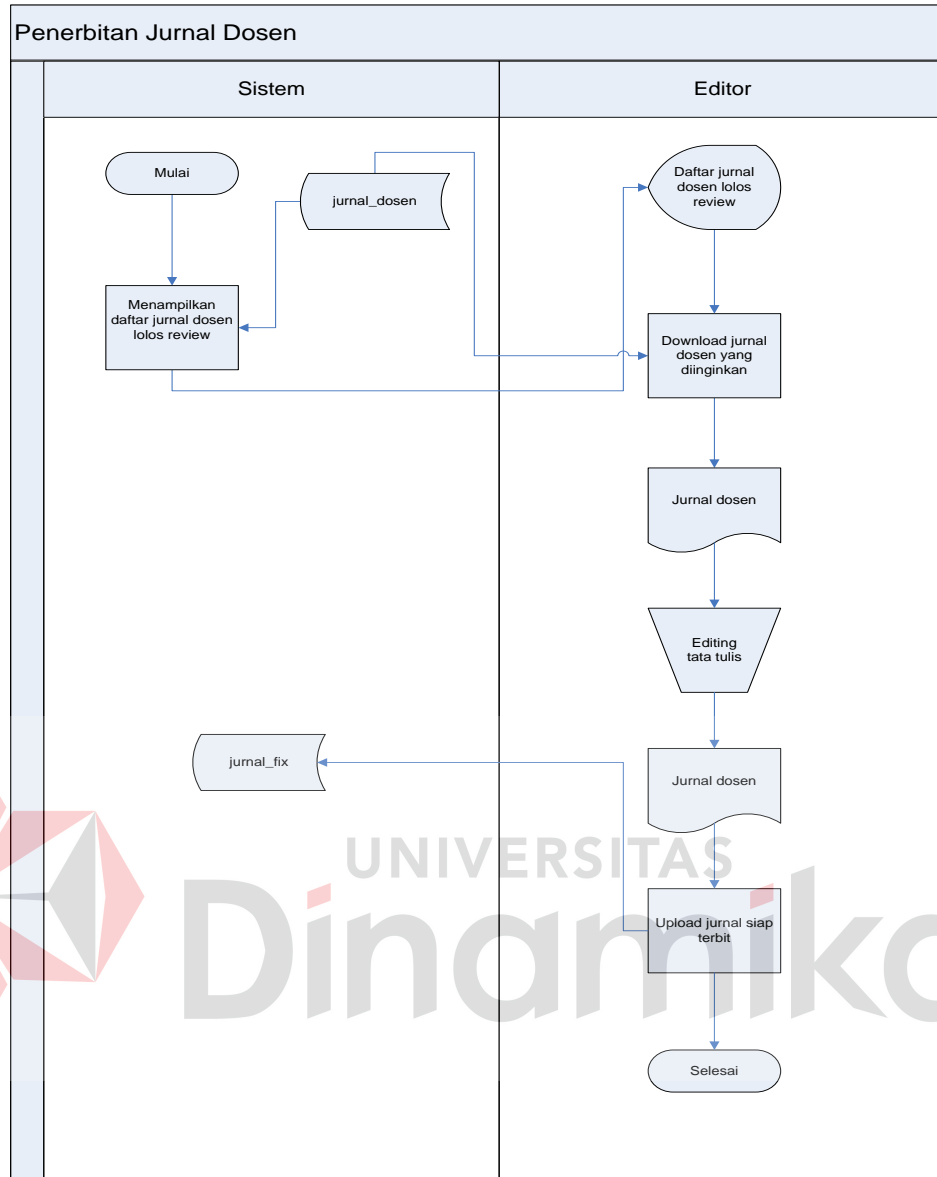 Penerbitan Jurnal Dosen
Sistem
Editor
Mulai
jurnal_dosen
Daftar jurnal
dosen lolos
review
Menampilkan
daftar jurnal dosen
lolos review
Download jurnal
dosen yang
diinginkan
Jurnal dosen
Editing
tata tulis
jurnal_fix
Jurnal dosen
UNIVERSITAS
Dinamika
Upload jurnal siap
terbit
Selesai